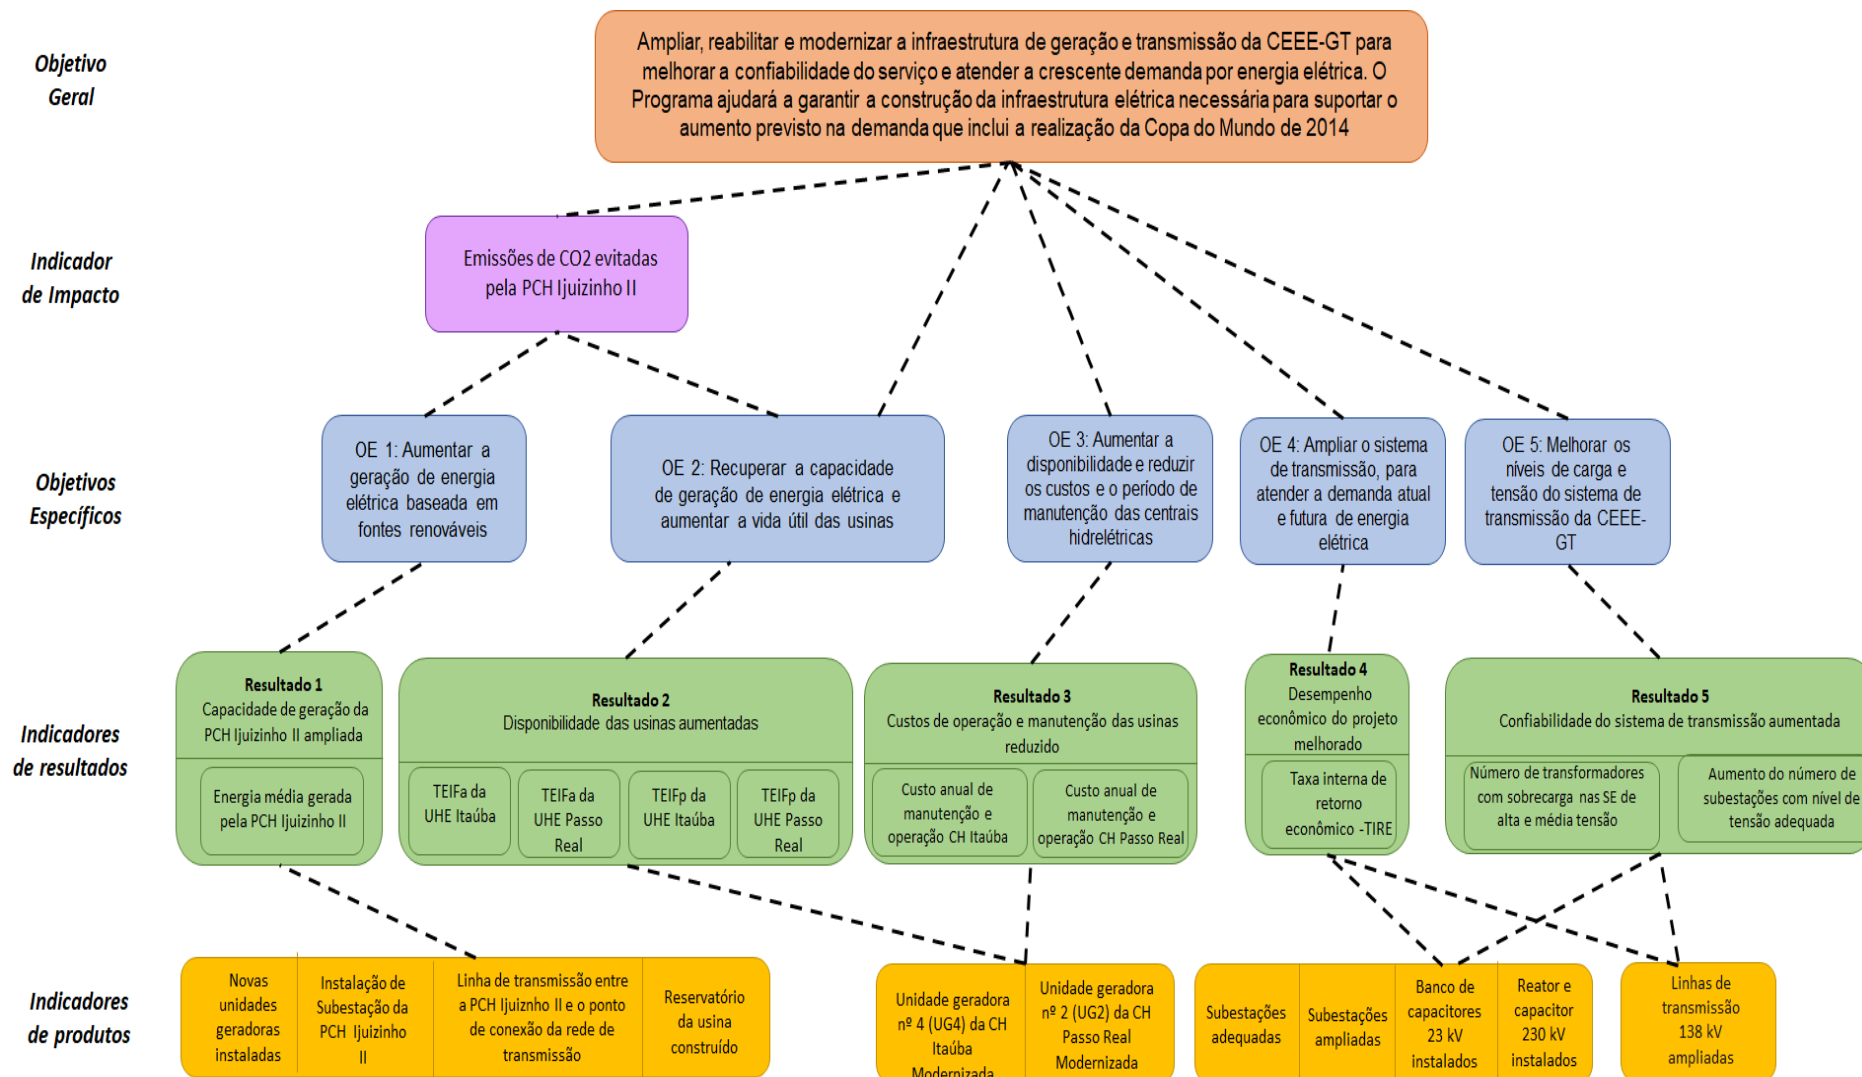 Objetivo
Geral
Ampliar, reabilitar e modernizar a infraestrutura de geração e transmissão da CEEE-GT para
melhorar a confiabilidade do serviço e atender a crescente demanda por energia elétrica. O
Programa ajudará a garantir a construção da infraestrutura elétrica necessária para suportar o
aumento previsto na demanda que inclui a realização da Copa do Mundo de 2014
Indicador
de Impacto
Emissões de CO2 evitadas
pela PCH Ijuizinho II
Objetivos
Específicos
OE 1: Aumentar a
geração de energia
elétrica baseada em
fontes renováveis
OE 2: Recuperar a capacidade
de geração de energia elétrica e
aumentar a vida útil das usinas
OE 3: Aumentar a
disponibilidade e reduzir
os custos e o período de
manutenção das centrais
hidrelétricas
OE 4: Ampliar o sistema
de transmissão, para
atender a demanda atual
e futura de energia
elétrica
OE 5: Melhorar os
níveis de carga e
tensão do sistema de
transmissão da CEEE-
GT
Indicadores
de resultados
Resultado 1
Capacidade de geração da
PCH Ijuizinho II ampliada
Energia média gerada
pela PCH Ijuizinho II
Resultado 2
Disponibilidade das usinas aumentadas
TEIFa da
UHE Itaúba
TEIFa da
UHE Passo
Real
TEIFp da
UHE Itaúba
TEIFp da
UHE Passo
Real
Resultado 3
Custos de operação e manutenção das usinas
reduzido
Custo anual de
manutenção e
operação CH Itaúba
Custo anual de
manutenção e
operação CH Passo Real
Resultado 4
Desempenho
econômico do projeto
melhorado
Taxa interna de
retorno
econômico -TIRE
Resultado 5
Confiabilidade do sistema de transmissão aumentada
Número de transformadores
com sobrecarga nas SE de
alta e média tensão
Aumento do número de
subestações com nível de
tensão adequada
Indicadores
de produtos
Novas
unidades
geradoras
instaladas
Instalação de
Subestação da
PCH Ijuizinho
II
Linha de transmissão entre
a PCH Ijuiznho II e o ponto
de conexão da rede de
transmissão
Reservatório
da usina
construído
Unidade geradora
nº 4 (UG4) da CH
Itaúba
Modernizada
Unidade geradora
nº 2 (UG2) da CH
Passo Real
Modernizada
Subestações
adequadas
Subestações
ampliadas
Banco de
capacitores
23 kV
instalados
Reator e
capacitor
230 kV
instalados
Linhas de
transmissão
138 kV
ampliadas